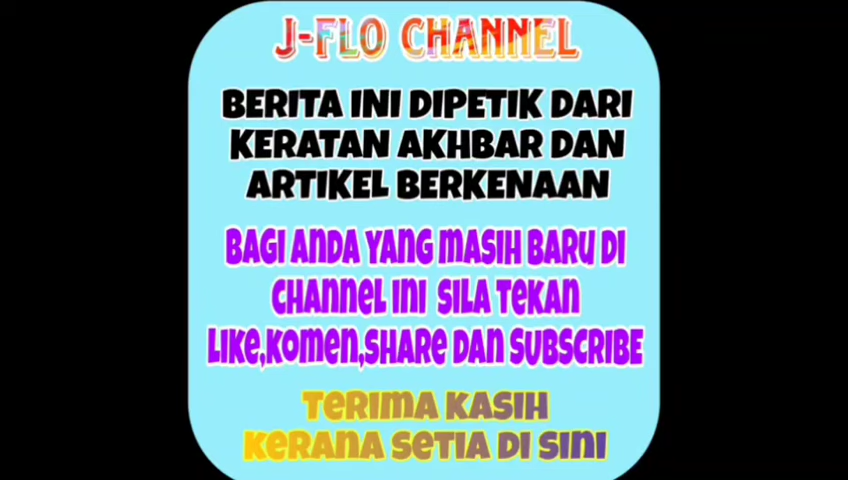 J-FLO CHANNEL
BERITA INI DIPETIK DARI
KERATAN AKHBAR DAN
ARTIKEL BERKENAAN
BAGI ANDA YANG MASIH BARU DI
CHANNEL INI SILA TEKAN
LIKE,KOMEN,SHARE DAN SUBSCRIBE
TERIMA KASIH
KERANA SETIA DI SINI